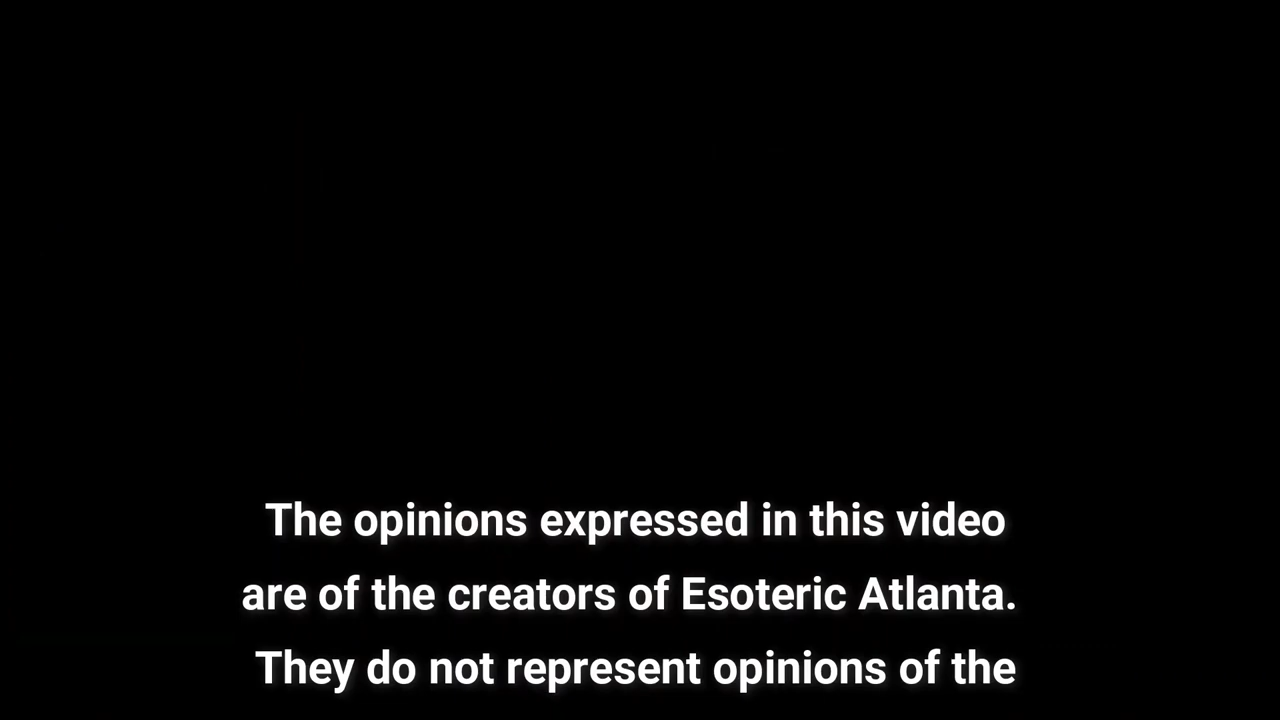 The opinions expressed in this video
are of the creators of Esoteric Atlanta.
They do not represent opinions of the